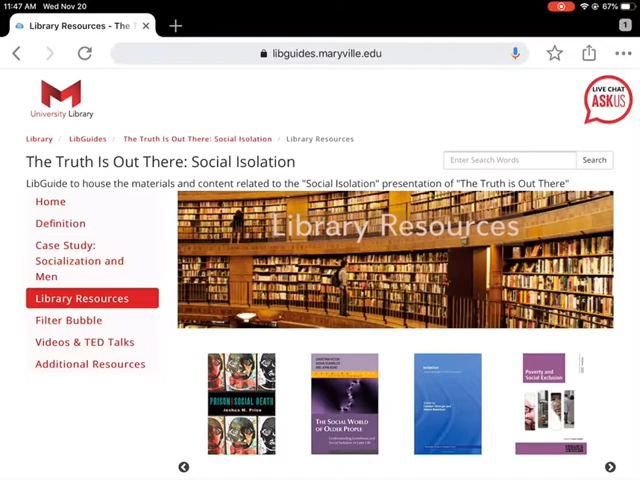 11:47 AM Wed Nov 20
67%
Library Resources - The T
1
libguides.maryville.edu
M
University Library
LIVE CHAT
ASK US
Library / LibGuides / The Truth Is Out There: Social Isolation / Library Resources
The Truth Is Out There: Social Isolation
Enter Search Words
Search
LibGuide to house the materials and content related to the "Social Isolation" presentation of "The Truth is Out There"
Home
Definition
Case Study:
Socialization and
Men
Library Resources
Filter Bubble
Videos & TED Talks
Additional Resources
Library Resources
PRISON AND SOCIAL DEATH
Joshua M. Price
THE SOCIAL WORLD
OF OLDER PEOPLE
Isolation
Poverty and
Social Exclusion